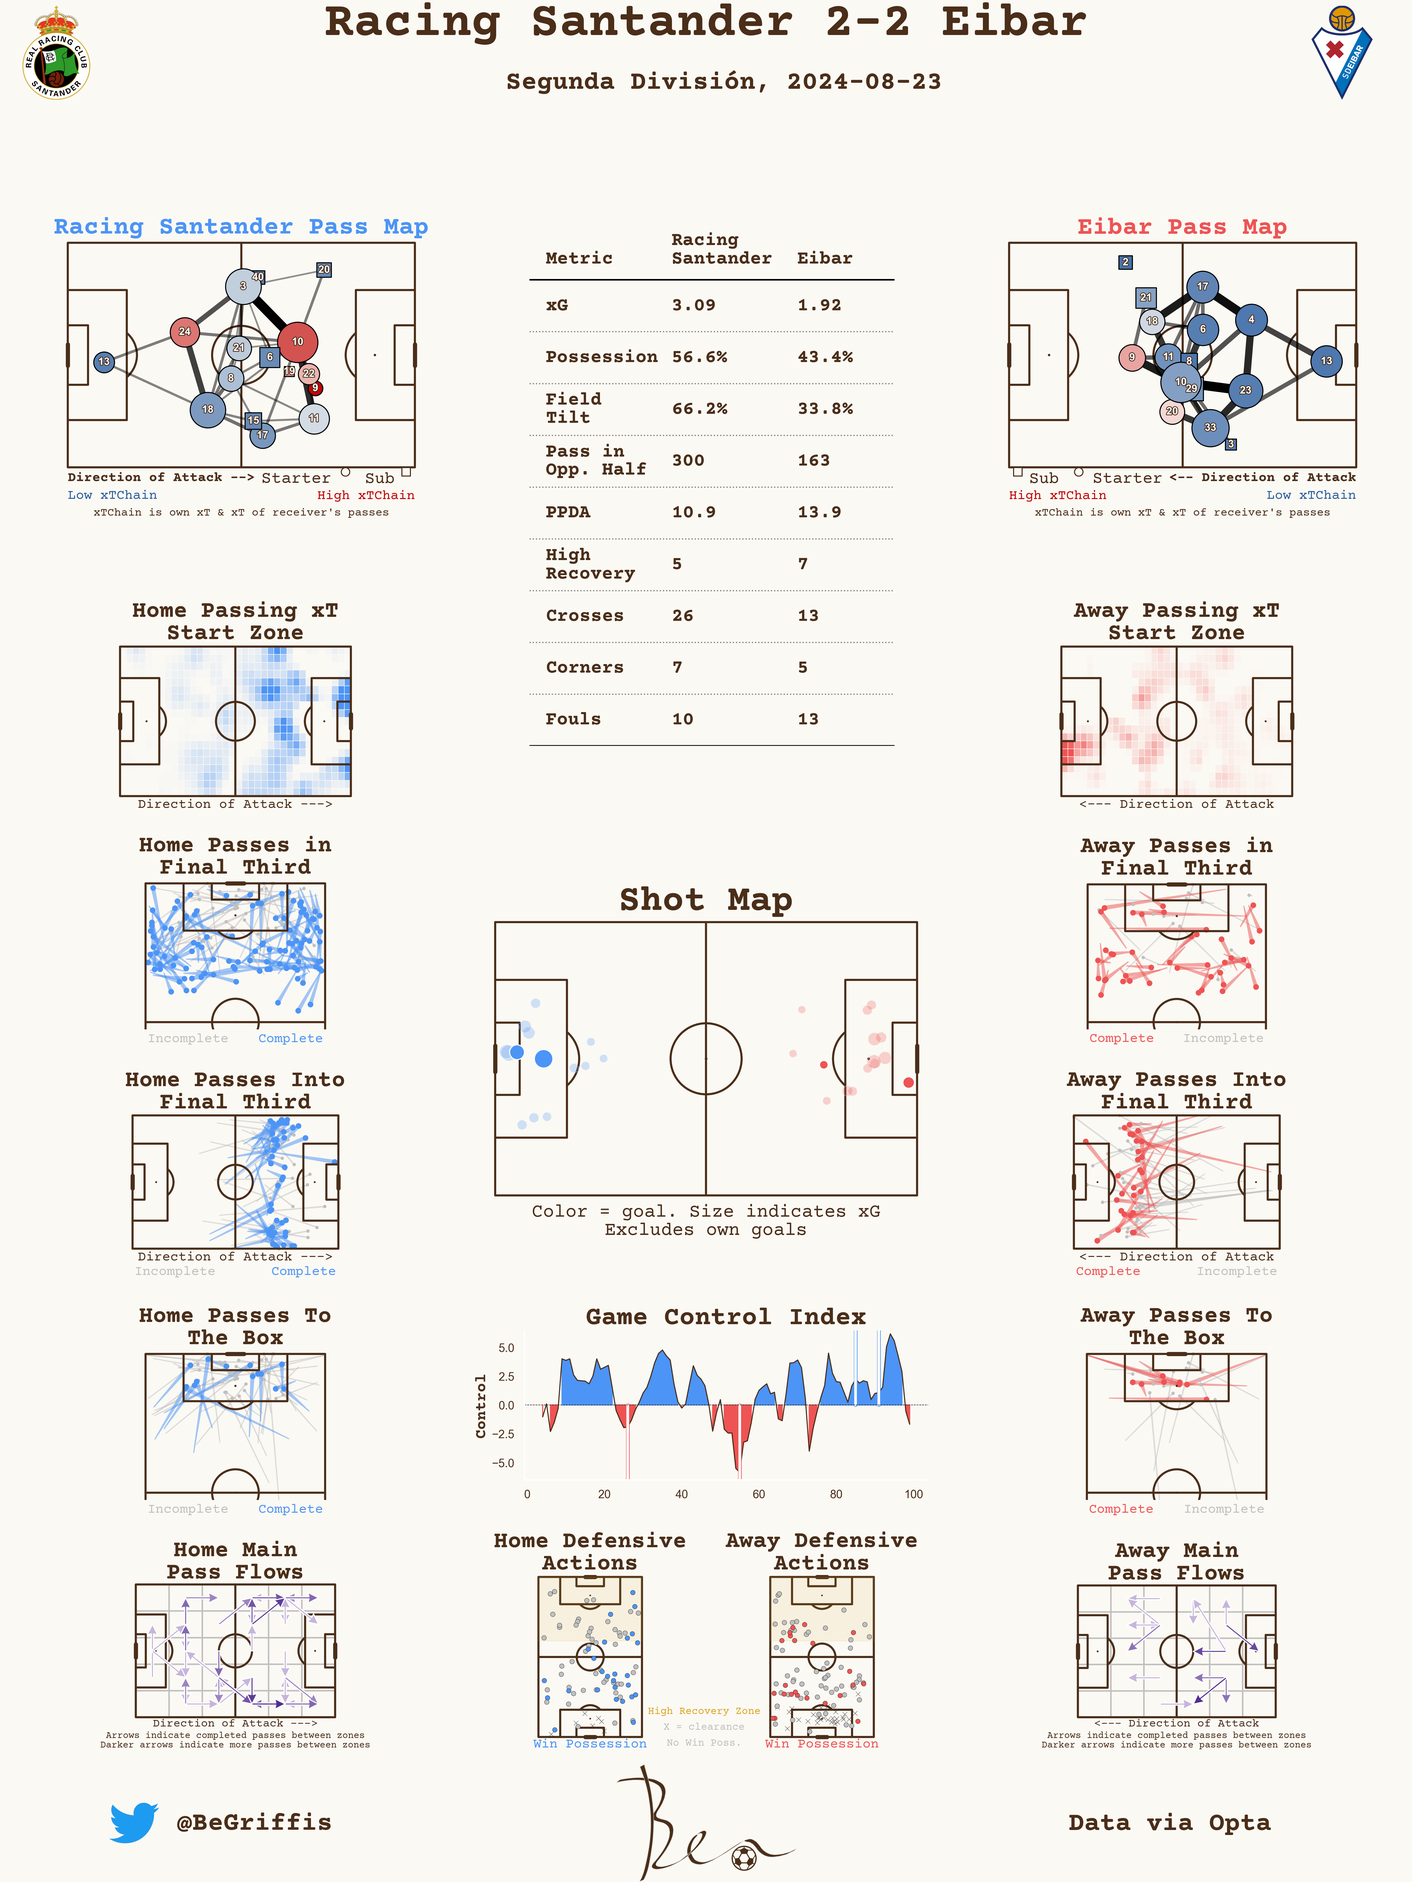 Racing Santander 2-2 Eibar
Segunda División, 2024-08-23
REAL RACING CLUB
SANTANDER
SDEIBAR
Racing Santander Pass Map
3
40
20
24
10
21
6
13
19
22
8
9
18
15
11
17
Direction of Attack --> Starter Sub
Low xTChain High xTChain
xTChain is own xT & xT of receiver's passes
Metric Racing Santander Eibar
xG 3.09 1.92
Possession 56.6% 43.4%
Field Tilt 66.2% 33.8%
Pass in Opp. Half 300 163
PPDA 10.9 13.9
High Recovery 5 7
Crosses 26 13
Corners 7 5
Fouls 10 13
Eibar Pass Map
2
17
21
18
6
4
9
11
8
13
10
29
23
20
33
3
Sub Starter <-- Direction of Attack
High xTChain Low xTChain
xTChain is own xT & xT of receiver's passes
Home Passing xT
Start Zone
Direction of Attack --->
Away Passing xT
Start Zone
<--- Direction of Attack
Home Passes in
Final Third
Incomplete Complete
Away Passes in
Final Third
Complete Incomplete
Shot Map
Color = goal. Size indicates xG
Excludes own goals
Home Passes Into
Final Third
Direction of Attack --->
Incomplete Complete
Away Passes Into
Final Third
<--- Direction of Attack
Complete Incomplete
Home Passes To
The Box
Incomplete Complete
Game Control Index
Control
5.0
2.5
0.0
−2.5
−5.0
0 20 40 60 80 100
Away Passes To
The Box
Complete Incomplete
Home Main
Pass Flows
Direction of Attack --->
Arrows indicate completed passes between zones
Darker arrows indicate more passes between zones
Home Defensive
Actions
Win Possession
Away Defensive
Actions
Win Possession
High Recovery Zone
X = clearance
No Win Poss.
Away Main
Pass Flows
<--- Direction of Attack
Arrows indicate completed passes between zones
Darker arrows indicate more passes between zones
@BeGriffis
Ben
Data via Opta